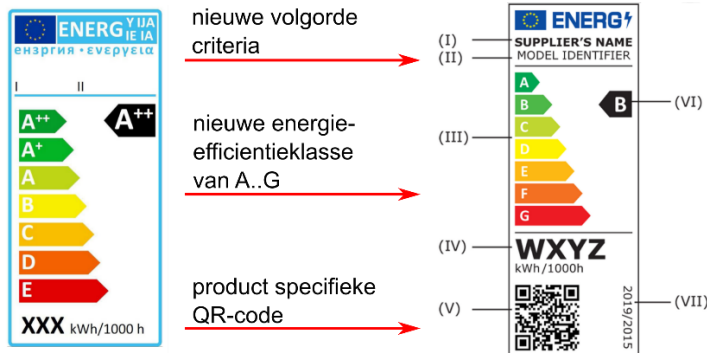 ENERG Y IJA
IE IA
енергия · ενεργεια
I II
A++
A++
A+
A
B
C
D
E
XXX kWh/1000 h
nieuwe volgorde
criteria
nieuwe energie-
efficientieklasse
van A..G
product specifieke
QR-code
ENERG
(I) SUPPLIER'S NAME
(II) MODEL IDENTIFIER
A
B
B
(VI)
(III)
C
D
E
F
G
(IV) WXYZ
kWh/1000h
(V)
2019/2015
(VII)